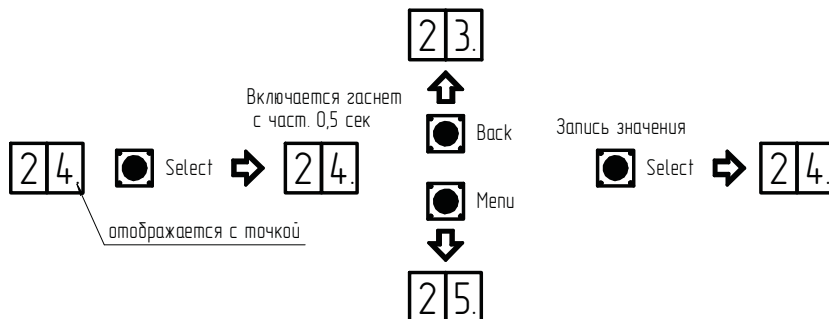 23.
Включается гаснет
с част. 0,5 сек
Back
Запись значения
24.
Select
24.
Select
24.
Menu
отображается с точкой
25.